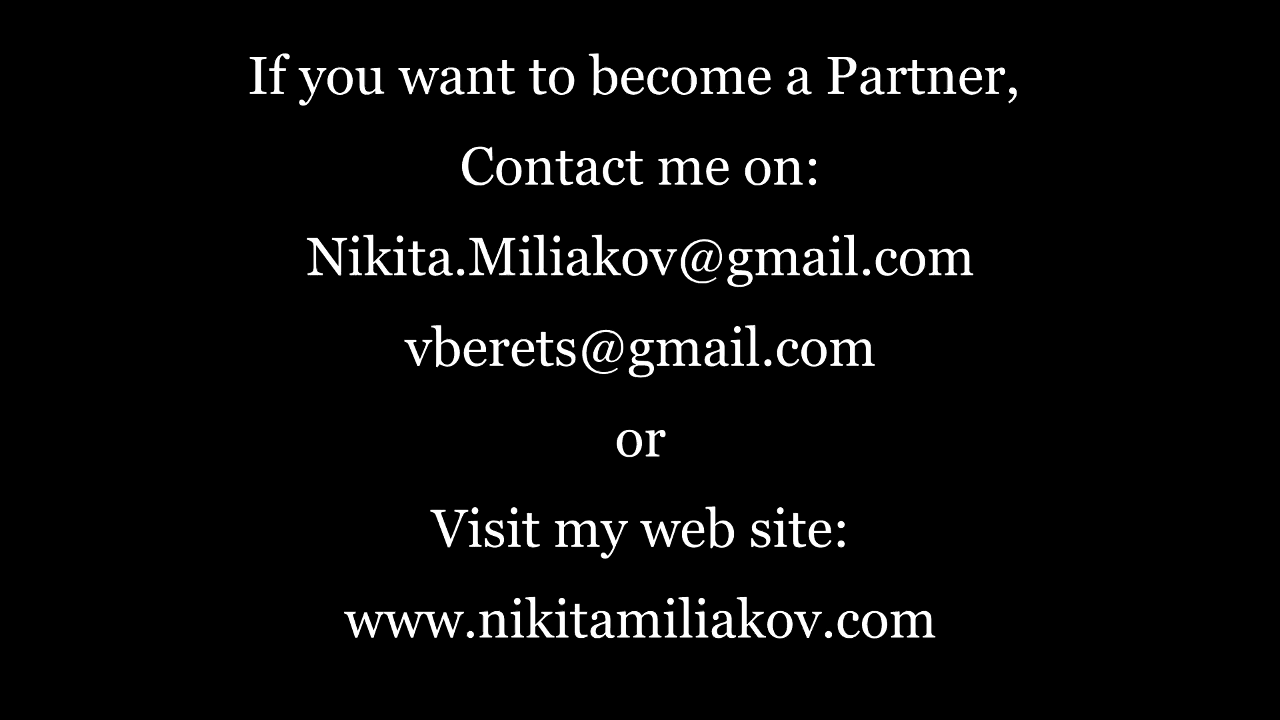 If you want to become a Partner,
Contact me on:
Nikita.Miliakov@gmail.com
vberets@gmail.com
or
Visit my web site:
www.nikitamiliakov.com